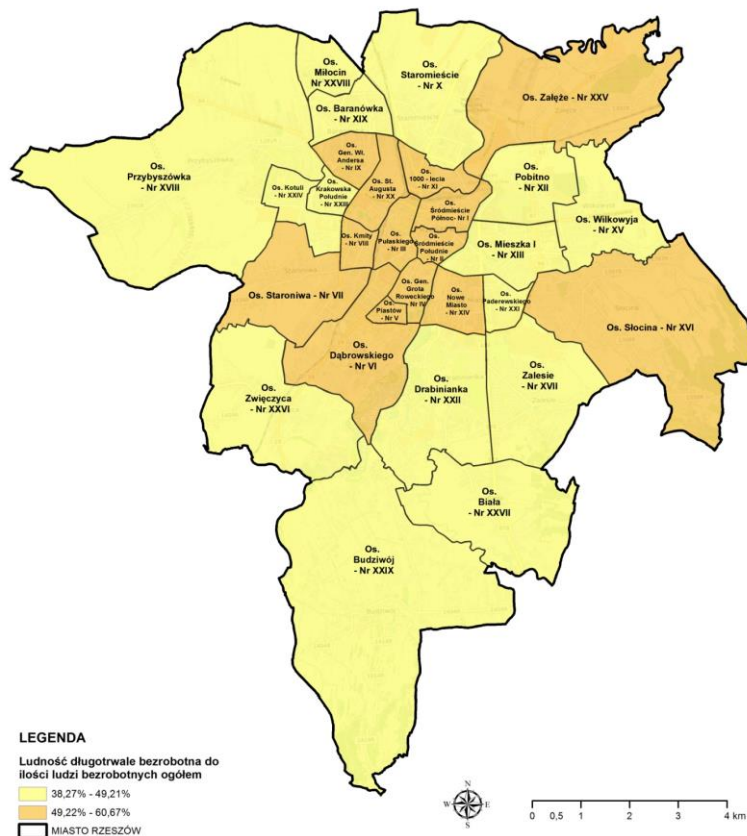 Os.
Miłocin
Nr XXVIII
Os.
Staromieście
- Nr X
Os. Załęże - Nr XXV
Os. Baranówka
- Nr XIX
Os.
Gen. Wł.
Andersa
- Nr IX
Os.
1000 - lecia
- Nr XI
Os.
Przybyszówka
- Nr XVIII
Os. Kotuli
- Nr XXIV
Os.
Krakowska
Południe
- Nr XXIII
Os. St.
Augusta
- Nr XX
Os.
Pobitno
- Nr XII
Os.
Śródmieście
Północ- Nr I
Os. Wilkowyja
- Nr XV
Os. Kmity
- Nr VIII
Os.
Pułaskiego
- Nr III
Os.
Śródmieście
Południe
- Nr II
Os. Mieszka I
- Nr XIII
Os. Staroniwa - Nr VII
Os. Gen.
Grota
Roweckiego
- Nr IV
Os.
Piastów
- Nr V
Os.
Nowe
Miasto
- Nr XIV
Os.
Paderewskiego
- Nr XXI
Os. Słocina - Nr XVI
Os.
Dąbrowskiego
- Nr VI
Os.
Zwięczyca
- Nr XXVI
Os.
Drabinianka
- Nr XXII
Os.
Zalesie
- Nr XVII
Os.
Biała
- Nr XXVII
Os.
Budziwój
- Nr XXIX
LEGENDA
Ludność długotrwale bezrobotna do
ilości ludzi bezrobotnych ogółem
38,27% - 49,21%
49,22% - 60,67%
MIASTO RZESZÓW
N
W E
S
0 0,5 1 2 3 4 km